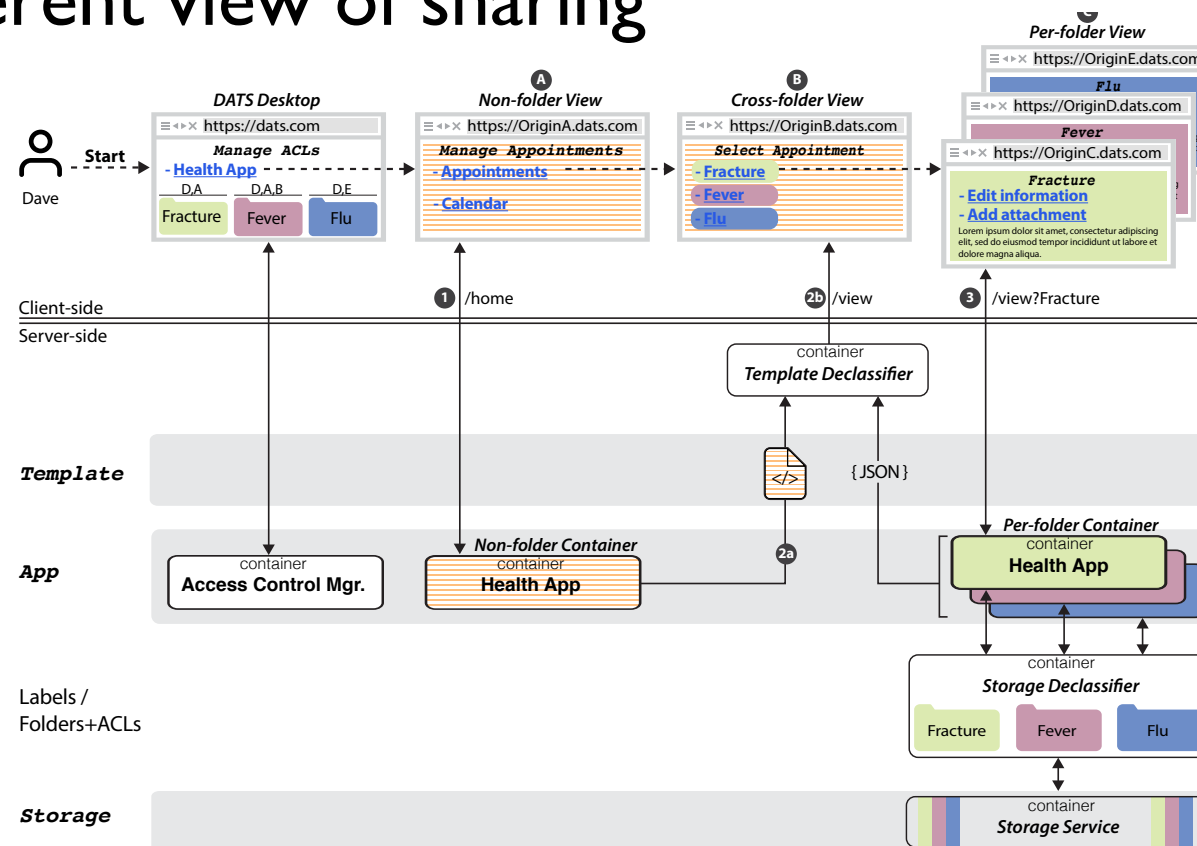 erent view of sharing
C
Per-folder View
https://OriginE.dats.com
Flu
https://OriginD.dats.com
Fever
https://OriginC.dats.com
Fracture
- Edit information
- Add attachment
Lorem ipsum dolor sit amet, consectetur adipiscing
elit, sed do eiusmod tempor incididunt ut labore et
dolore magna aliqua.
A
B
DATS Desktop
Non-folder View
Cross-folder View
https://dats.com
https://OriginA.dats.com
https://OriginB.dats.com
Dave
Start
Manage ACLs
- Health App
D,A
D,A,B
D,E
Fracture
Fever
Flu
Manage Appointments
- Appointments
- Calendar
Select Appointment
- Fracture
- Fever
- Flu
1 /home
2b /view
3 /view?Fracture
Client-side
Server-side
container
Template Declassifier
Template
</>
{ JSON }
App
container
Access Control Mgr.
Non-folder Container
container
Health App
2a
Per-folder Container
container
Health App
Labels /
Folders+ACLs
container
Storage Declassifier
Fracture
Fever
Flu
Storage
container
Storage Service